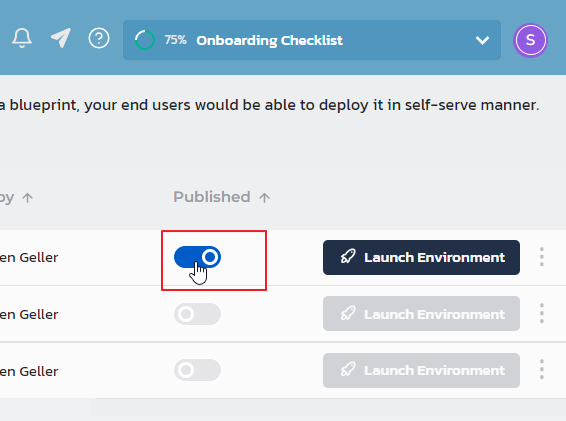 75% Onboarding Checklist S
a blueprint, your end users would be able to deploy it in self-serve manner.
by Published
en Geller Launch Environment
en Geller Launch Environment
en Geller Launch Environment